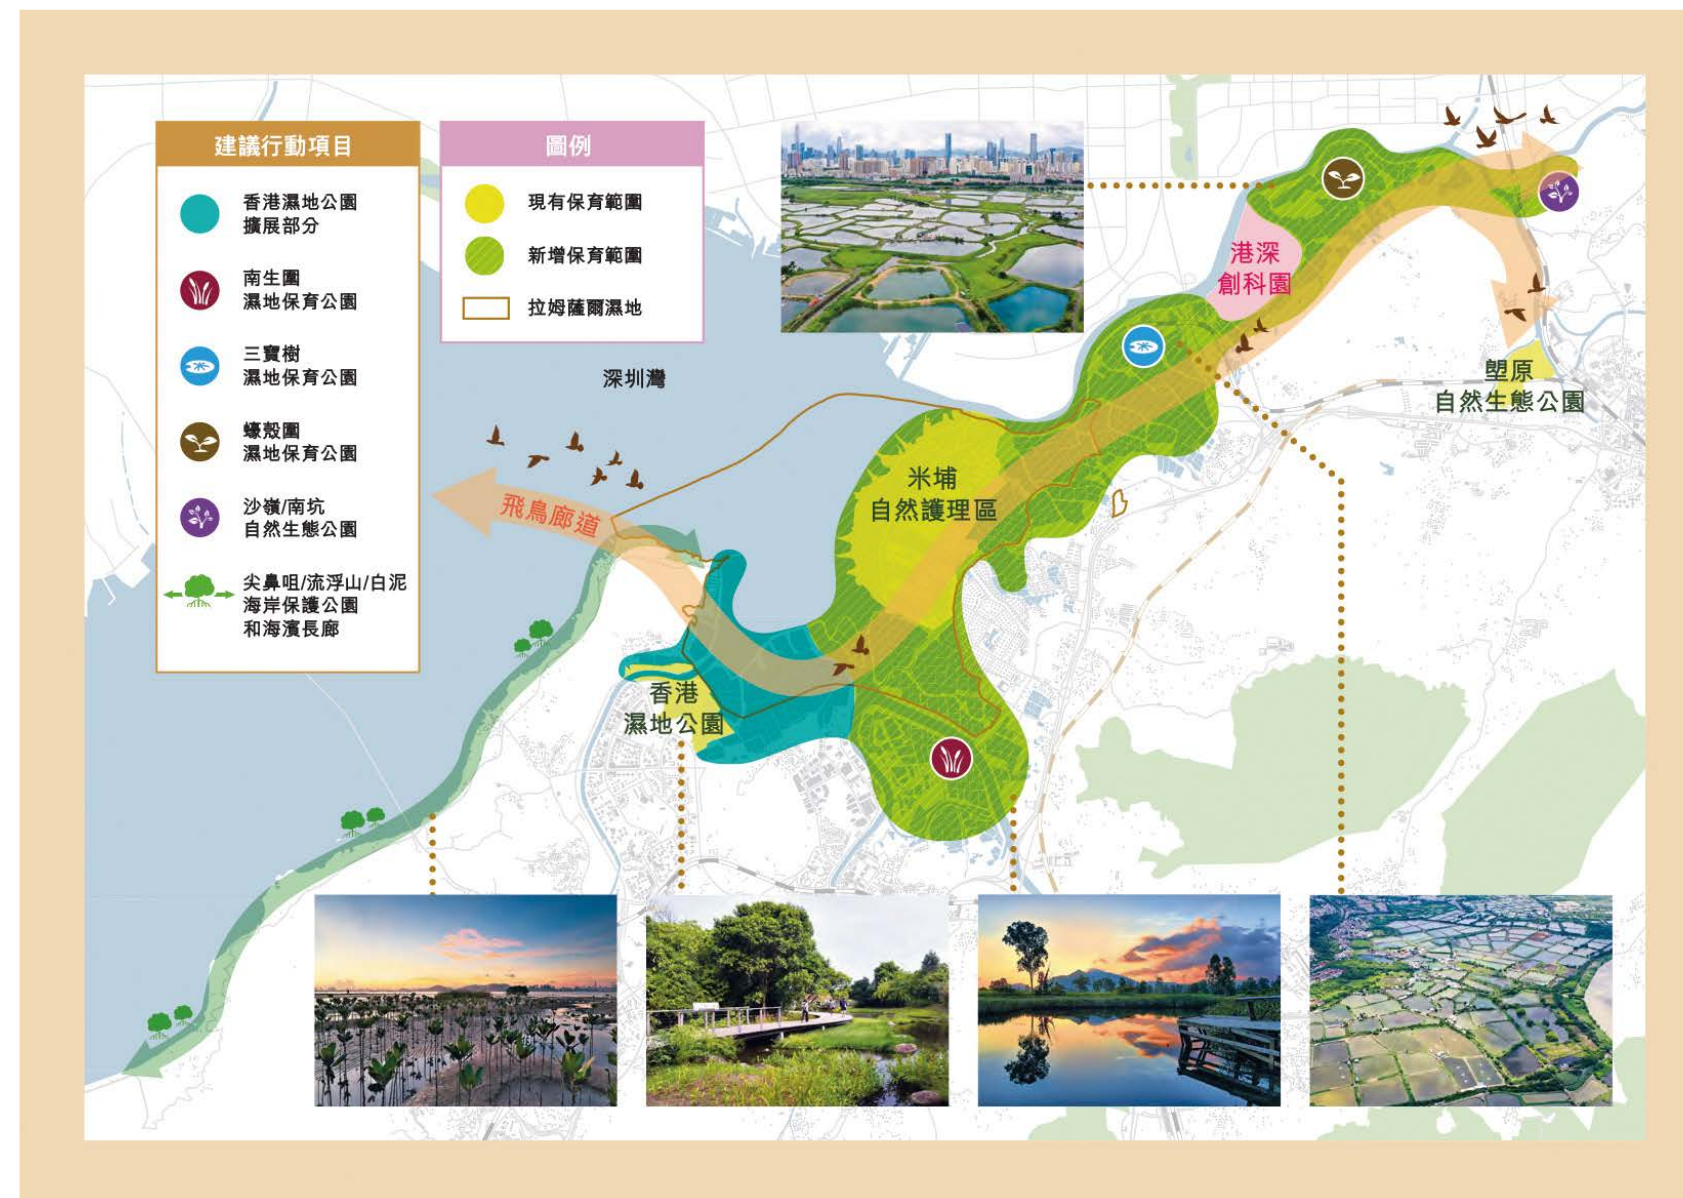 建議行動項目
香港濕地公園
擴展部分
南生圍
濕地保育公園
三寶樹
濕地保育公園
蠔殼圍
濕地保育公園
沙嶺/南坑
自然生態公園
尖鼻咀/流浮山/白泥
海岸保護公園
和海濱長廊
圖例
現有保育範圍
新增保育範圍
拉姆薩爾濕地
深圳灣
飛鳥廊道
港深
創科園
塱原
自然生態公園
米埔
自然護理區
香港
濕地公園